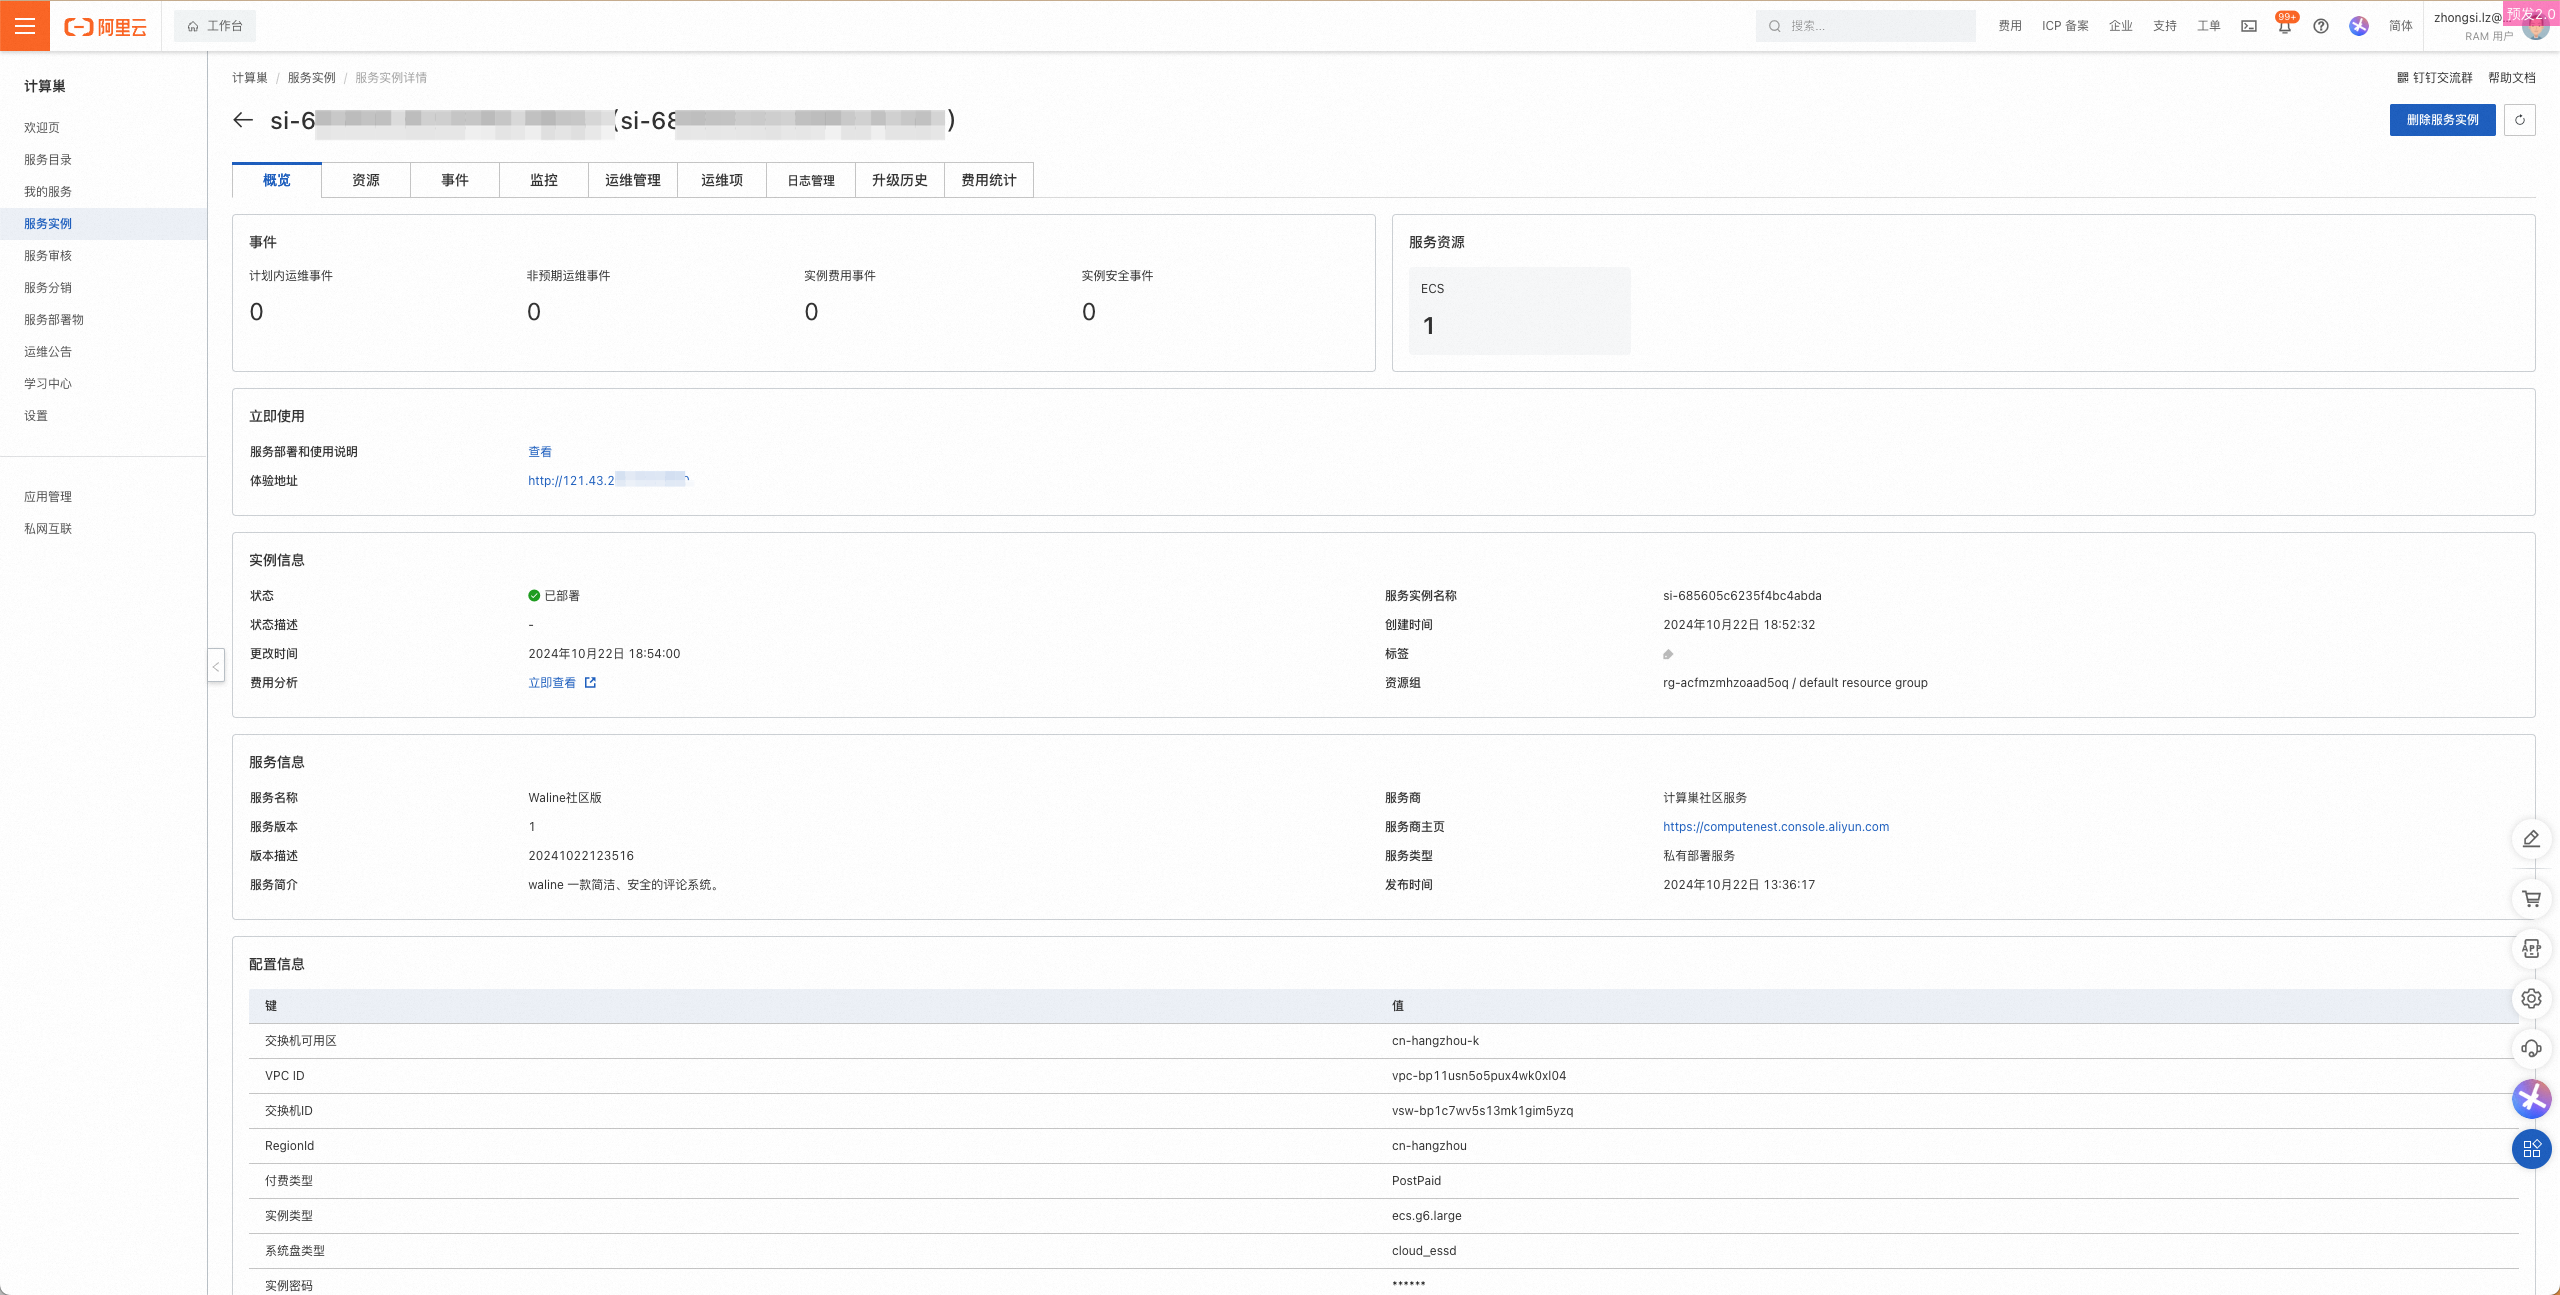 阿里云
工作台
搜索...
费用
ICP 备案
企业
支持
工单
99+
简体
zhongsi.lz@
预发2.0
RAM 用户
计算巢
欢迎页
服务目录
我的服务
服务实例
服务审核
服务分销
服务部署物
运维公告
学习中心
设置
应用管理
私网互联
计算巢 / 服务实例 / 服务实例详情
钉钉交流群 帮助文档
si-6 (si-68 )
删除服务实例
概览 资源 事件 监控 运维管理 运维项 日志管理 升级历史 费用统计
事件
计划内运维事件 非预期运维事件 实例费用事件 实例安全事件
0 0 0 0
服务资源
ECS
1
立即使用
服务部署和使用说明 查看
体验地址 http://121.43.2
实例信息
状态 已部署 服务实例名称 si-685605c6235f4bc4abda
状态描述 - 创建时间 2024年10月22日 18:52:32
更改时间 2024年10月22日 18:54:00 标签
费用分析 立即查看 资源组 rg-acfmzmhzoaad5oq / default resource group
服务信息
服务名称 Waline社区版 服务商 计算巢社区服务
服务版本 1 服务商主页 https://computenest.console.aliyun.com
版本描述 20241022123516 服务类型 私有部署服务
服务简介 waline 一款简洁、安全的评论系统。 发布时间 2024年10月22日 13:36:17
配置信息
键 值
交换机可用区 cn-hangzhou-k
VPC ID vpc-bp11usn5o5pux4wk0xl04
交换机ID vsw-bp1c7wv5s13mk1gim5yzq
RegionId cn-hangzhou
付费类型 PostPaid
实例类型 ecs.g6.large
系统盘类型 cloud_essd
实例密码 ******
APP